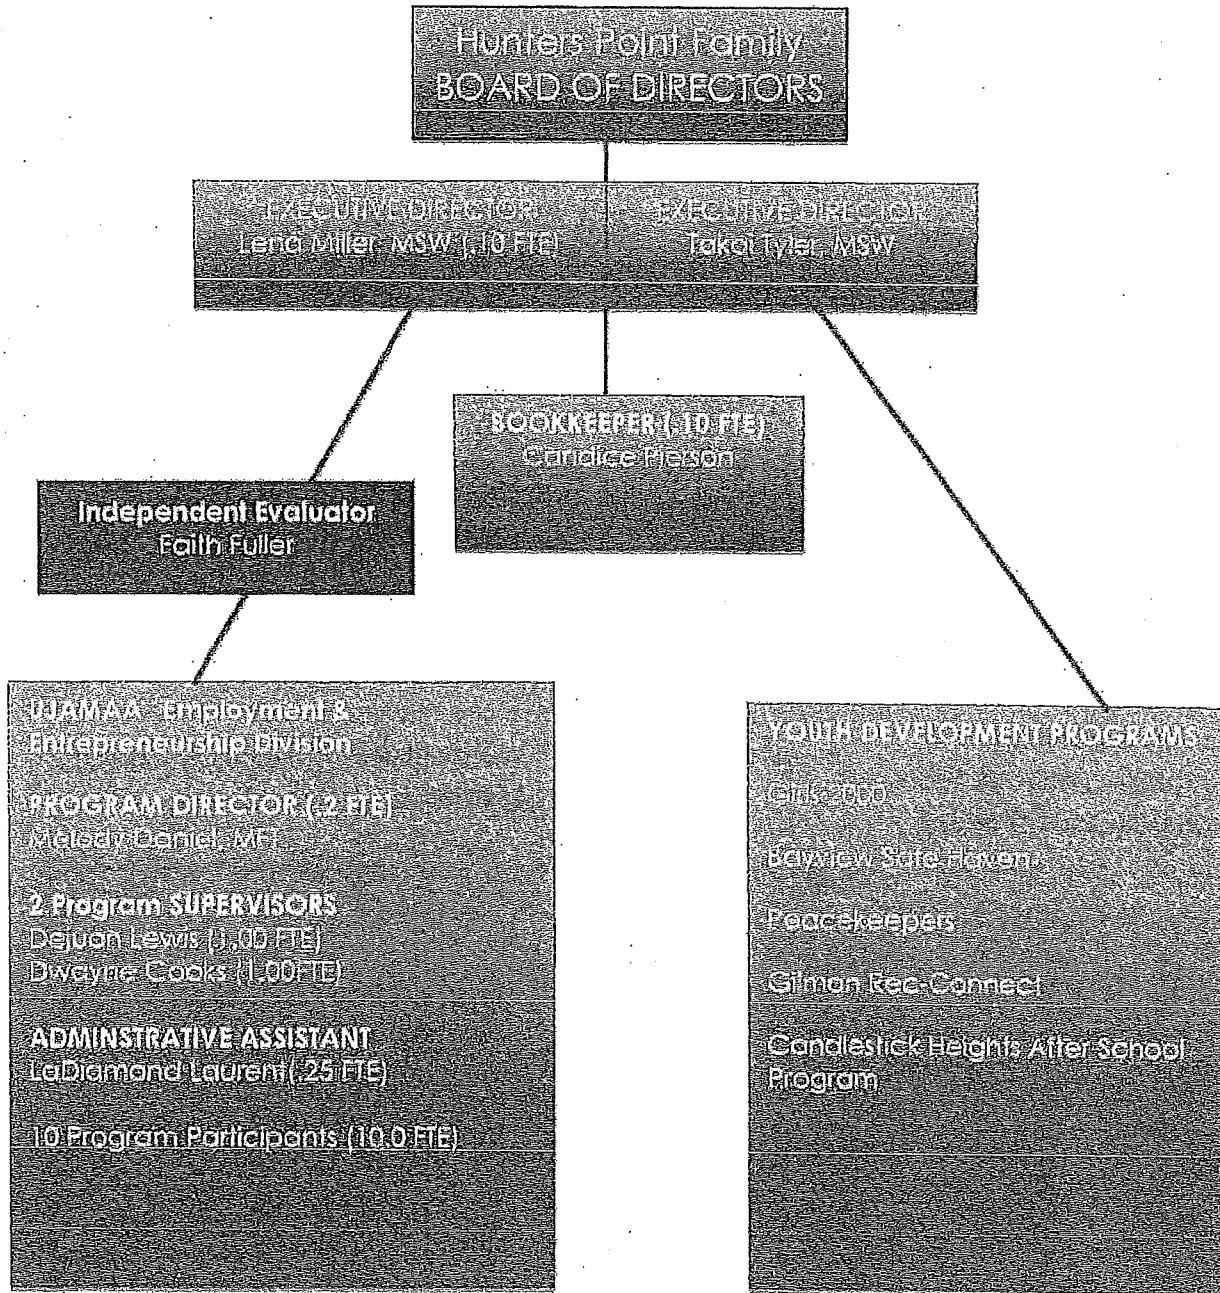 Hunters Point Family
BOARD OF DIRECTORS
EXECUTIVE DIRECTOR
Lena Miller, MSW (.10 FTE)
EXECUTIVE DIRECTOR
Takai Tyler, MSW
BOOKKEEPER (.10 FTE)
Candice Pierson
Independent Evaluator
Faith Fuller
UJAMAA Employment &
Entrepreneurship Division
PROGRAM DIRECTOR (.2 FTE)
Melody Daniel, MFT
2 Program SUPERVISORS
Dejuan Lewis (1.00 FTE)
Dwayne Cooks (1.00FTE)
ADMINSTRATIVE ASSISTANT
LaDiamond Laurent(.25 FTE)
10 Program Participants (10.0 FTE)
YOUTH DEVELOPMENT PROGRAMS
Girls 2000
Bayview Safe Haven
Peacekeepers
Gilman Rec-Connect
Candlestick Heights After School
Program